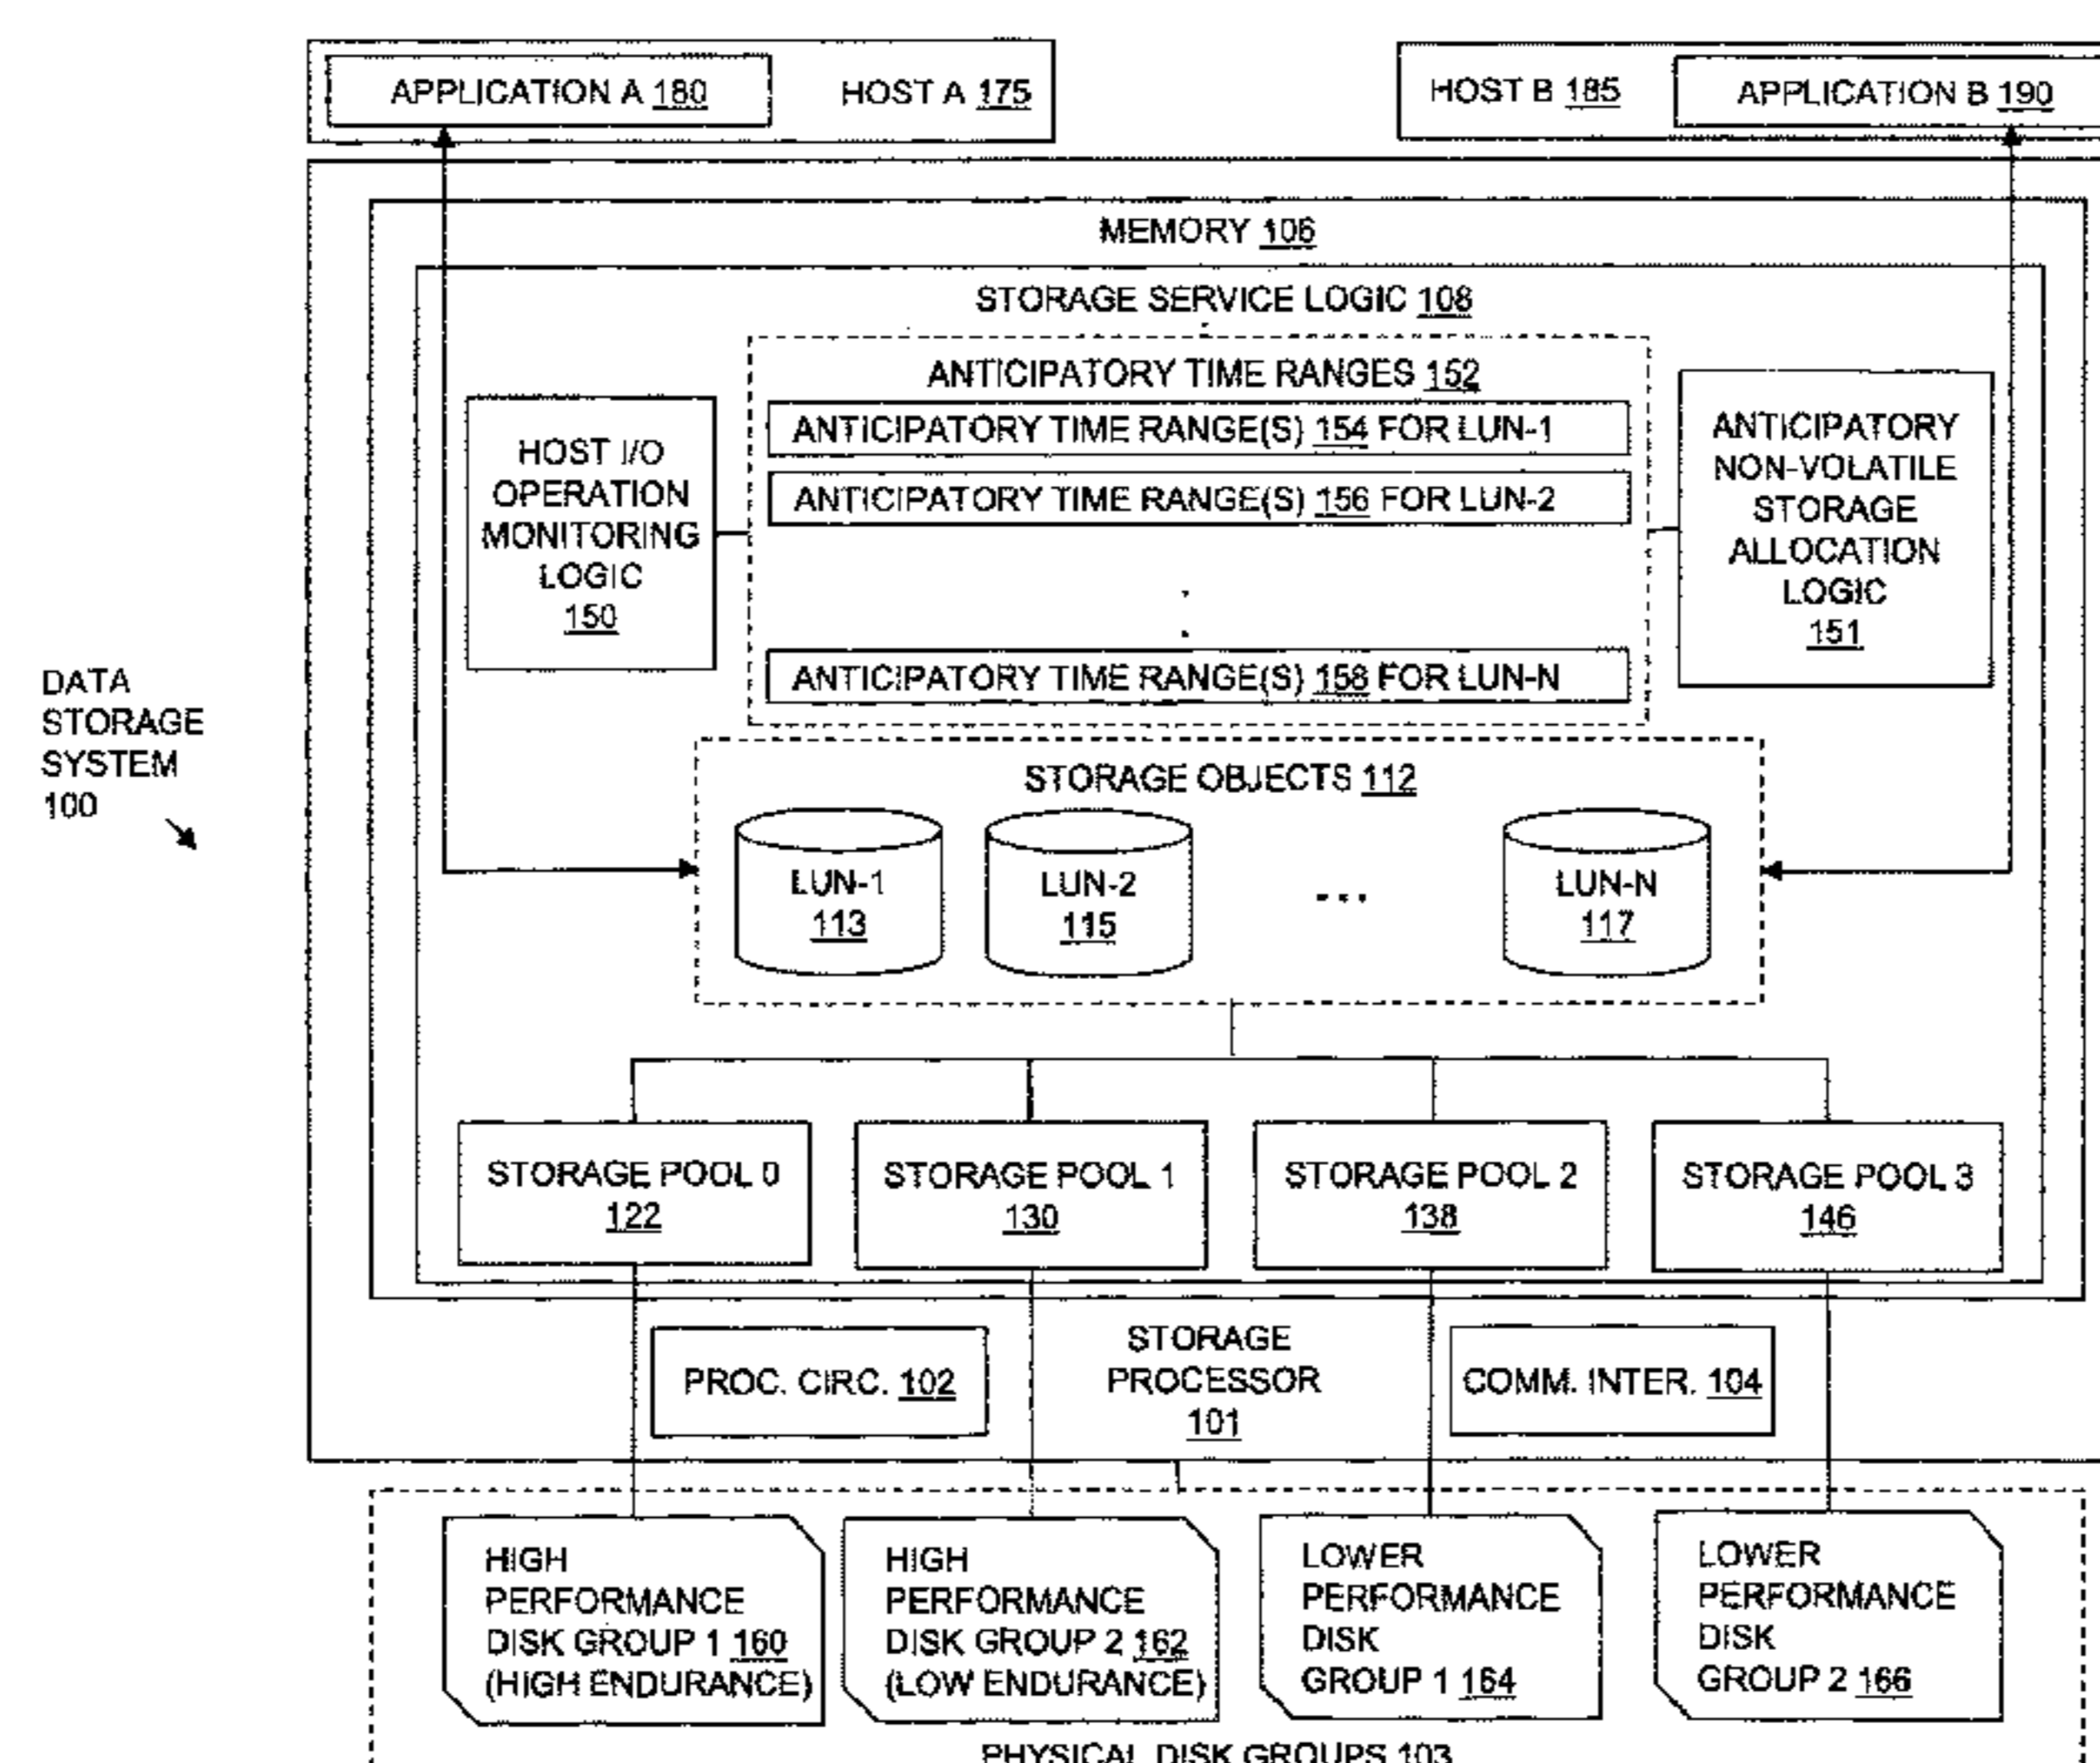 APPLICATION A 180
HOST A 175
HOST B 185
APPLICATION B 190
MEMORY 106
STORAGE SERVICE LOGIC 108
ANTICIPATORY TIME RANGES 152
ANTICIPATORY TIME RANGE(S) 154 FOR LUN-1
ANTICIPATORY TIME RANGE(S) 156 FOR LUN-2
ANTICIPATORY TIME RANGE(S) 158 FOR LUN-N
HOST I/O
OPERATION
MONITORING
LOGIC
150
ANTICIPATORY
NON-VOLATILE
STORAGE
ALLOCATION
LOGIC
151
DATA
STORAGE
SYSTEM
100
STORAGE OBJECTS 112
LUN-1
113
LUN-2
115
...
LUN-N
117
STORAGE POOL 0
122
STORAGE POOL 1
130
STORAGE POOL 2
138
STORAGE POOL 3
146
PROC. CIRC. 102
STORAGE
PROCESSOR
101
COMM. INTER. 104
HIGH
PERFORMANCE
DISK GROUP 1 160
(HIGH ENDURANCE)
HIGH
PERFORMANCE
DISK GROUP 2 162
(LOW ENDURANCE)
LOWER
PERFORMANCE
DISK
GROUP 1 164
LOWER
PERFORMANCE
DISK
GROUP 2 166
PHYSICAL DISK GROUPS 103